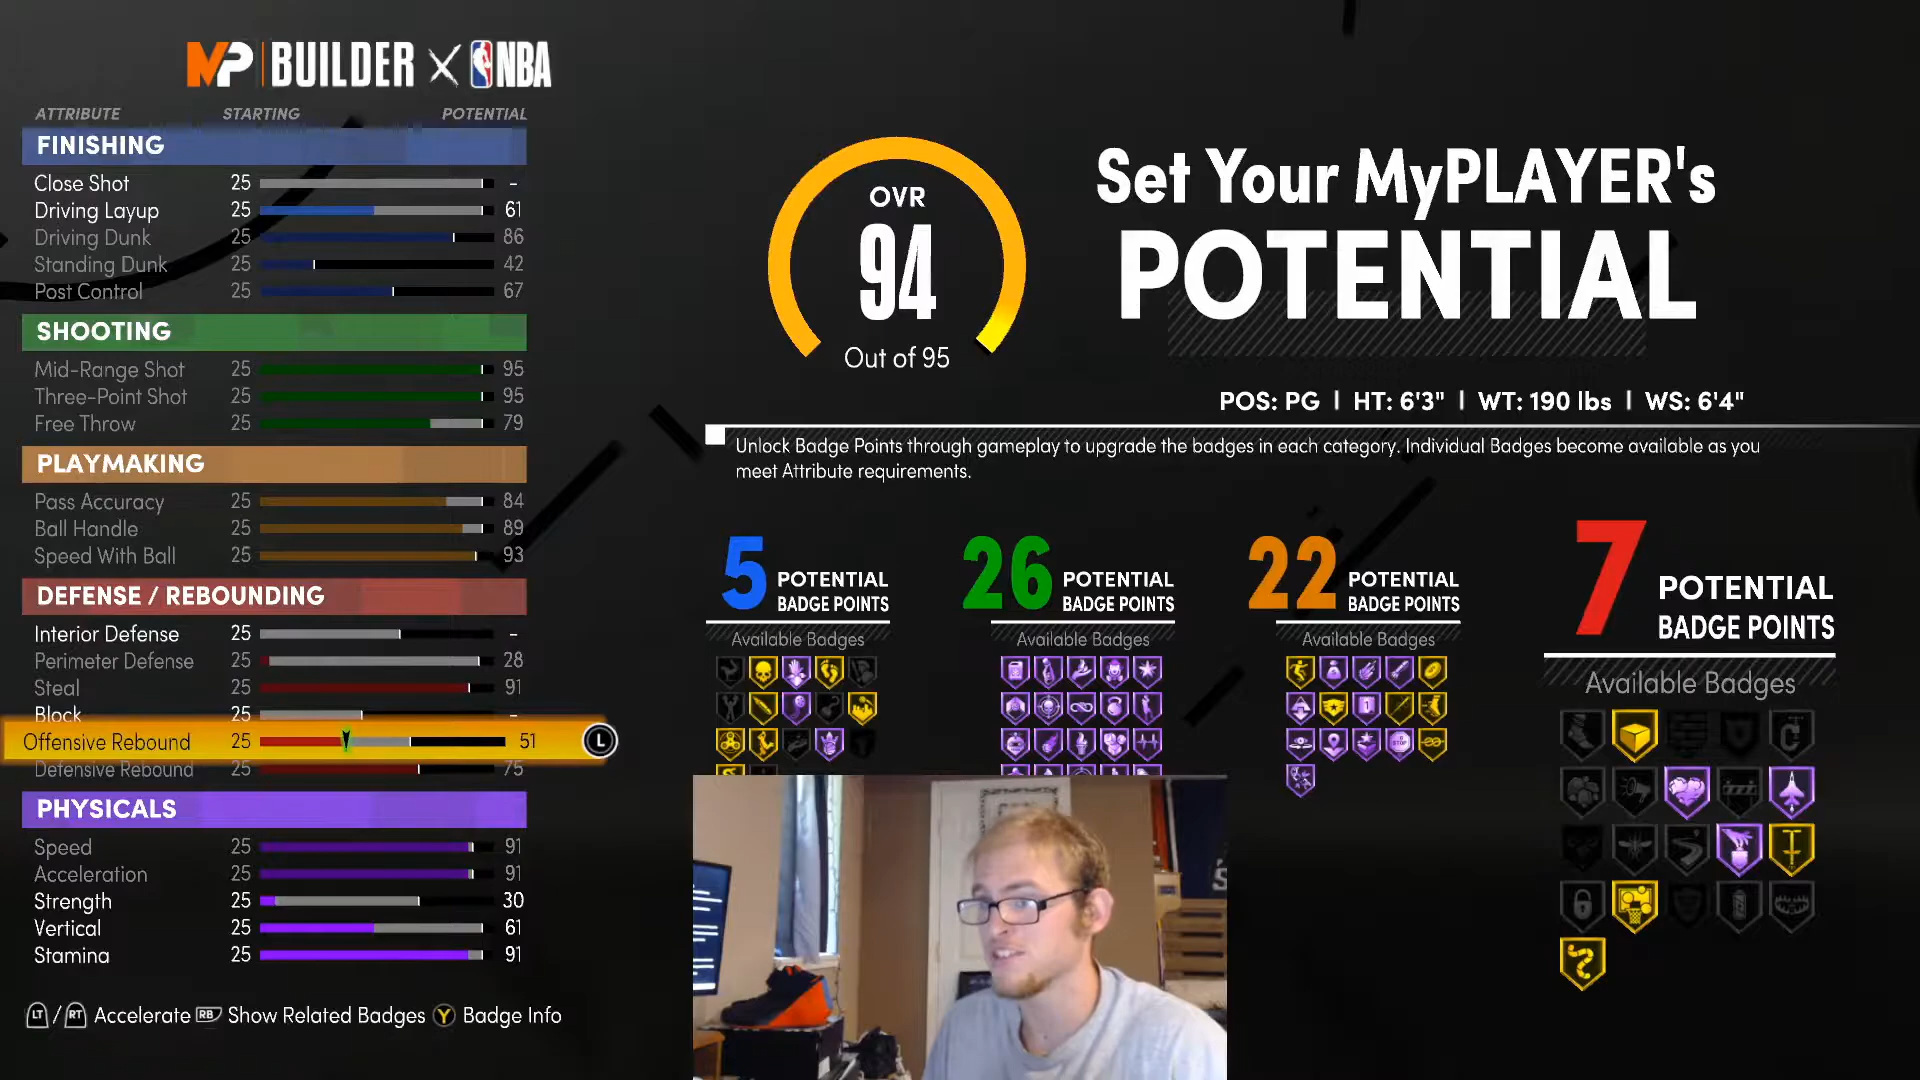 MP | BUILDER X NBA
ATTRIBUTE STARTING POTENTIAL
FINISHING
Close Shot 25 -
Driving Layup 25 61
Driving Dunk 25 86
Standing Dunk 25 42
Post Control 25 67
SHOOTING
Mid-Range Shot 25 95
Three-Point Shot 25 95
Free Throw 25 79
PLAYMAKING
Pass Accuracy 25 84
Ball Handle 25 89
Speed With Ball 25 93
DEFENSE / REBOUNDING
Interior Defense 25 -
Perimeter Defense 25 28
Steal 25 91
Block 25 -
Offensive Rebound 25 51 L
Defensive Rebound 25 75
PHYSICALS
Speed 25 91
Acceleration 25 91
Strength 25 30
Vertical 25 61
Stamina 25 91
LT / RT Accelerate RB Show Related Badges Y Badge Info
OVR
94
Out of 95
Set Your MyPLAYER's
POTENTIAL
POS: PG | HT: 6'3" | WT: 190 lbs | WS: 6'4"
Unlock Badge Points through gameplay to upgrade the badges in each category. Individual Badges become available as you
meet Attribute requirements.
5 POTENTIAL
BADGE POINTS
Available Badges
26 POTENTIAL
BADGE POINTS
Available Badges
22 POTENTIAL
BADGE POINTS
Available Badges
7 POTENTIAL
BADGE POINTS
Available Badges